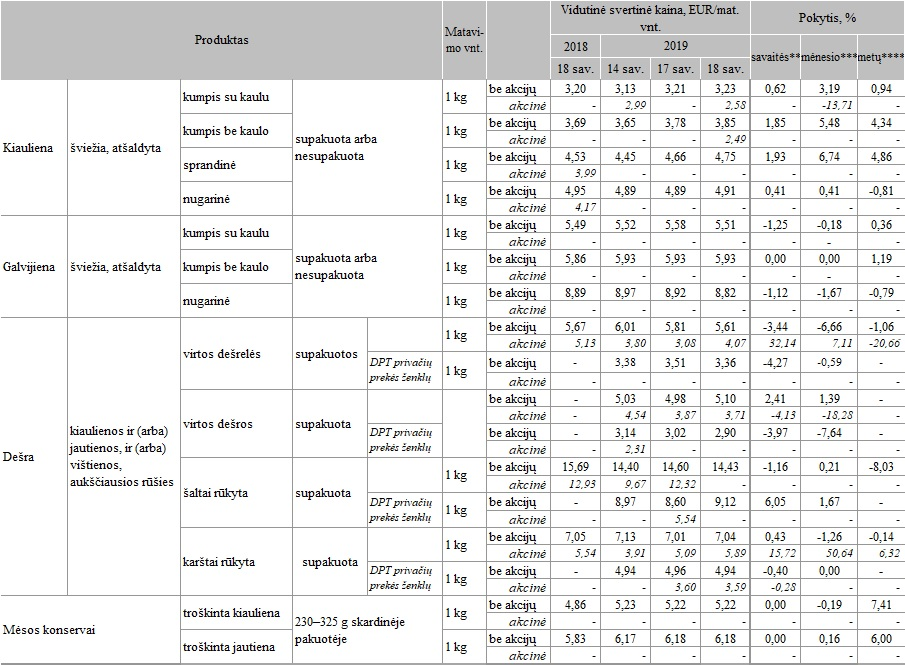 Produktas Matavi-mo vnt. Vidutinė svertinė kaina, EUR/mat. vnt. Pokytis, %
2018 2019 savaitės** mėnesio*** metų****
18 sav. 14 sav. 17 sav. 18 sav.
Kiauliena šviežia, atšaldyta kumpis su kaulu supakuota arba nesupakuota 1 kg be akcijų 3,20 3,13 3,21 3,23 0,62 3,19 0,94
akcinė - 2,99 - 2,58 - -13,71 -
kumpis be kaulo 1 kg be akcijų 3,69 3,65 3,78 3,85 1,85 5,48 4,34
akcinė - - - 2,49 - - -
sprandinė 1 kg be akcijų 4,53 4,45 4,66 4,75 1,93 6,74 4,86
akcinė 3,99 - - - - - -
nugarinė 1 kg be akcijų 4,95 4,89 4,89 4,91 0,41 0,41 -0,81
akcinė 4,17 - - - - - -
Galvijiena šviežia, atšaldyta kumpis su kaulu supakuota arba nesupakuota 1 kg be akcijų 5,49 5,52 5,58 5,51 -1,25 -0,18 0,36
akcinė - - - - - - -
kumpis be kaulo 1 kg be akcijų 5,86 5,93 5,93 5,93 0,00 0,00 1,19
akcinė - - - - - - -
nugarinė 1 kg be akcijų 8,89 8,97 8,92 8,82 -1,12 -1,67 -0,79
akcinė - - - - - - -
Dešra kiaulienos ir (arba) jautienos, ir (arba) vištienos, aukščiausios rūšies virtos dešrelės supakuotos 1 kg be akcijų 5,67 6,01 5,81 5,61 -3,44 -6,66 -1,06
akcinė 5,13 3,80 3,08 4,07 32,14 7,11 -20,66
DPT privačių prekės ženklų 1 kg be akcijų - 3,38 3,51 3,36 -4,27 -0,59 -
akcinė - - - - - - -
virtos dešros supakuota be akcijų - 5,03 4,98 5,10 2,41 1,39 -
akcinė - 4,54 3,87 3,71 -4,13 -18,28 -
DPT privačių prekės ženklų be akcijų - 3,14 3,02 2,90 -3,97 -7,64 -
akcinė - 2,31 - - - - -
šaltai rūkyta supakuota 1 kg be akcijų 15,69 14,40 14,60 14,43 -1,16 0,21 -8,03
akcinė 12,93 9,67 12,32 - - - -
DPT privačių prekės ženklų 1 kg be akcijų - 8,97 8,60 9,12 6,05 1,67 -
akcinė - - 5,54 - - - -
karštai rūkyta supakuota 1 kg be akcijų 7,05 7,13 7,01 7,04 0,43 -1,26 -0,14
akcinė 5,54 3,91 5,09 5,89 15,72 50,64 6,32
DPT privačių prekės ženklų 1 kg be akcijų - 4,94 4,96 4,94 -0,40 0,00 -
akcinė - - 3,60 3,59 -0,28 - -
Mėsos konservai troškinta kiauliena 230–325 g skardinėje pakuotėje 1 kg be akcijų 4,86 5,23 5,22 5,22 0,00 -0,19 7,41
akcinė - - - - - - -
troškinta jautiena 1 kg be akcijų 5,83 6,17 6,18 6,18 0,00 0,16 6,00
akcinė - - - - - - -